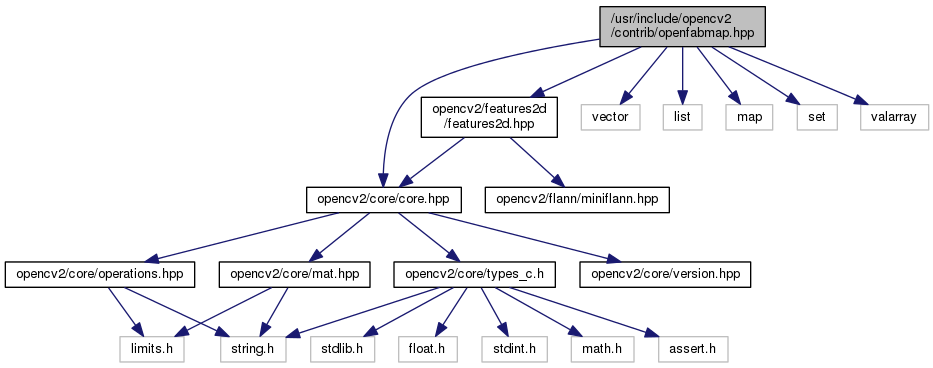 /usr/include/opencv2
/contrib/openfabmap.hpp
opencv2/features2d
/features2d.hpp
vector
list
map
set
valarray
opencv2/core/core.hpp
opencv2/flann/miniflann.hpp
opencv2/core/operations.hpp
opencv2/core/mat.hpp
opencv2/core/types_c.h
opencv2/core/version.hpp
limits.h
string.h
stdlib.h
float.h
stdint.h
math.h
assert.h